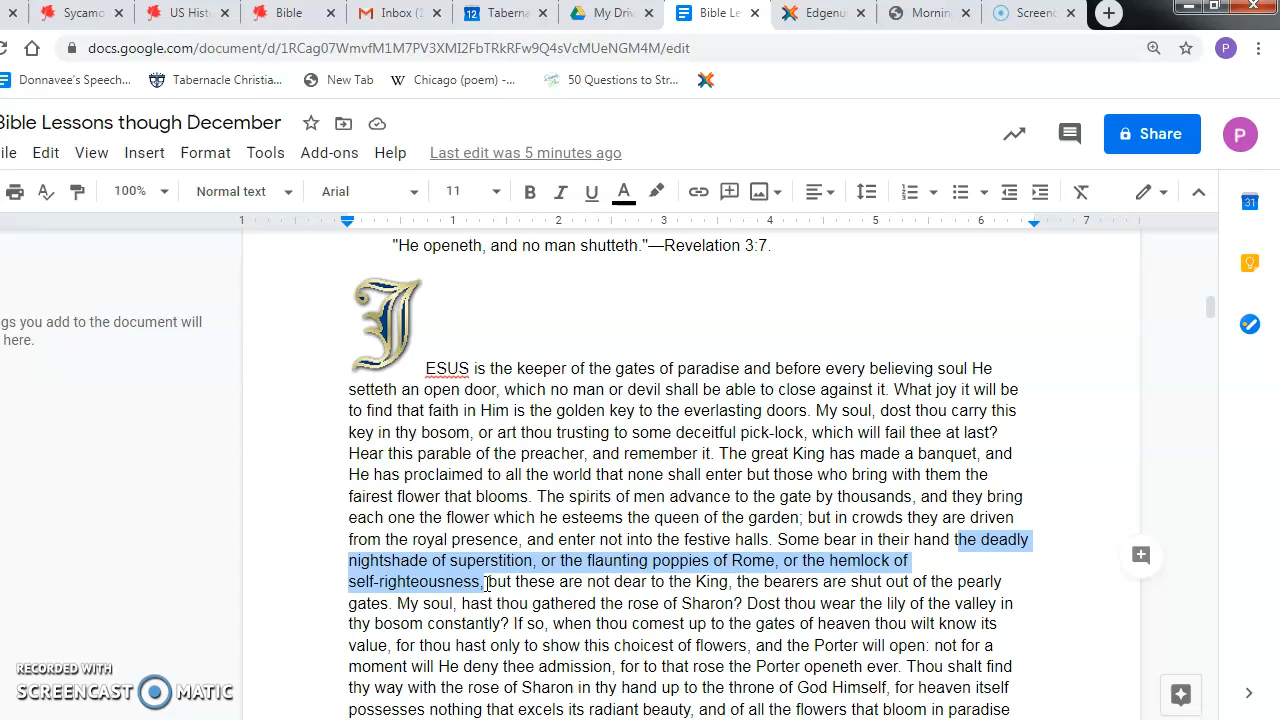 Sycamo
US Hist
Bible
Inbox (1
12 Taberna
My Driv
Bible Le
Edgenu
Morning
Screenc
docs.google.com/document/d/1RCag07WmvfM1M7PV3XMI2FbTRkRFw9Q4sVcMUeNGM4M/edit
P
Donnavee's Speech...
Tabernacle Christia...
New Tab
W Chicago (poem) -...
50 Questions to Str...
Bible Lessons though December
ile Edit View Insert Format Tools Add-ons Help Last edit was 5 minutes ago
Share
P
100% Normal text Arial 11 B I U A
1 1 2 3 4 5 6 7
31
"He openeth, and no man shutteth."—Revelation 3:7.
gs you add to the document will
here.
J
ESUS is the keeper of the gates of paradise and before every believing soul He
setteth an open door, which no man or devil shall be able to close against it. What joy it will be
to find that faith in Him is the golden key to the everlasting doors. My soul, dost thou carry this
key in thy bosom, or art thou trusting to some deceitful pick-lock, which will fail thee at last?
Hear this parable of the preacher, and remember it. The great King has made a banquet, and
He has proclaimed to all the world that none shall enter but those who bring with them the
fairest flower that blooms. The spirits of men advance to the gate by thousands, and they bring
each one the flower which he esteems the queen of the garden; but in crowds they are driven
from the royal presence, and enter not into the festive halls. Some bear in their hand the deadly
nightshade of superstition, or the flaunting poppies of Rome, or the hemlock of
self-righteousness, but these are not dear to the King, the bearers are shut out of the pearly
gates. My soul, hast thou gathered the rose of Sharon? Dost thou wear the lily of the valley in
thy bosom constantly? If so, when thou comest up to the gates of heaven thou wilt know its
value, for thou hast only to show this choicest of flowers, and the Porter will open: not for a
moment will He deny thee admission, for to that rose the Porter openeth ever. Thou shalt find
thy way with the rose of Sharon in thy hand up to the throne of God Himself, for heaven itself
possesses nothing that excels its radiant beauty, and of all the flowers that bloom in paradise
RECORDED WITH
SCREENCAST MATIC